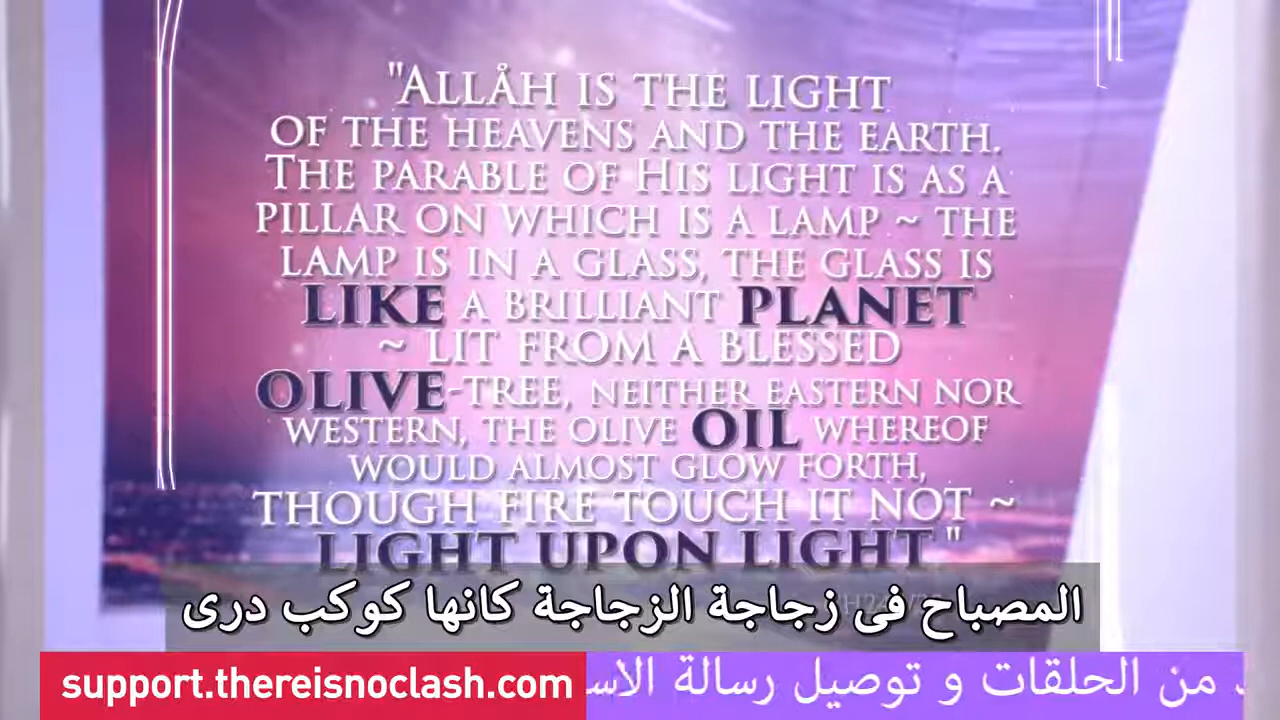 "ALLÅH IS THE LIGHT
OF THE HEAVENS AND THE EARTH.
THE PARABLE OF HIS LIGHT IS AS A
PILLAR ON WHICH IS A LAMP ~ THE
LAMP IS IN A GLASS, THE GLASS IS
LIKE A BRILLIANT PLANET
~ LIT FROM A BLESSED
OLIVE-TREE, NEITHER EASTERN NOR
WESTERN, THE OLIVE OIL WHEREOF
WOULD ALMOST GLOW FORTH,
THOUGH FIRE TOUCH IT NOT ~
LIGHT UPON LIGHT."
المصباح فى زجاجة الزجاجة كانها كوكب درى
support.thereisnoclash.com
من الحلقات و توصيل رسالة